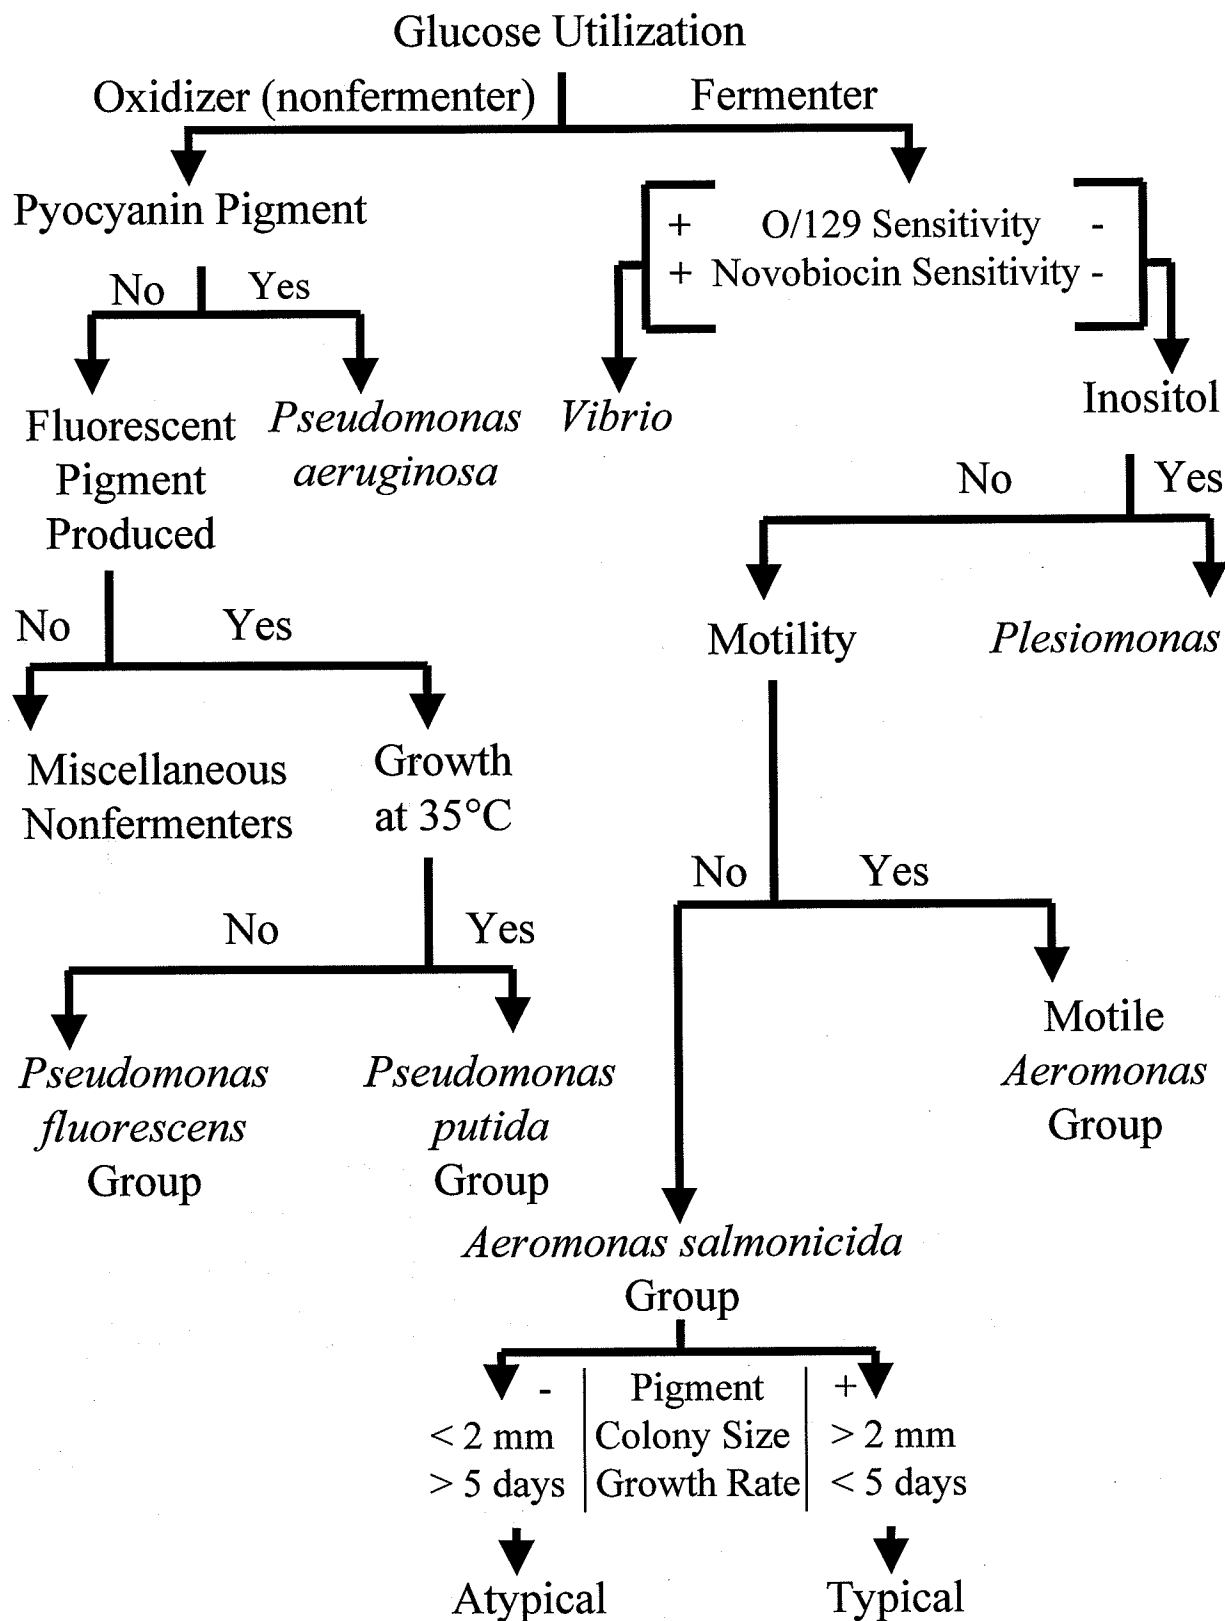 Glucose Utilization
Oxidizer (nonfermenter) Fermenter
Pyocyanin Pigment
+ O/129 Sensitivity -
+ Novobiocin Sensitivity -
No Yes
Fluorescent
Pigment
Produced
Pseudomonas
aeruginosa
Vibrio
Inositol
No Yes
No Yes
Motility
Plesiomonas
Miscellaneous
Nonfermenters
Growth
at 35°C
No Yes
No Yes
Pseudomonas
fluorescens
Group
Pseudomonas
putida
Group
Motile
Aeromonas
Group
Aeromonas salmonicida
Group
- Pigment +
< 2 mm Colony Size > 2 mm
> 5 days Growth Rate < 5 days
Atypical Typical